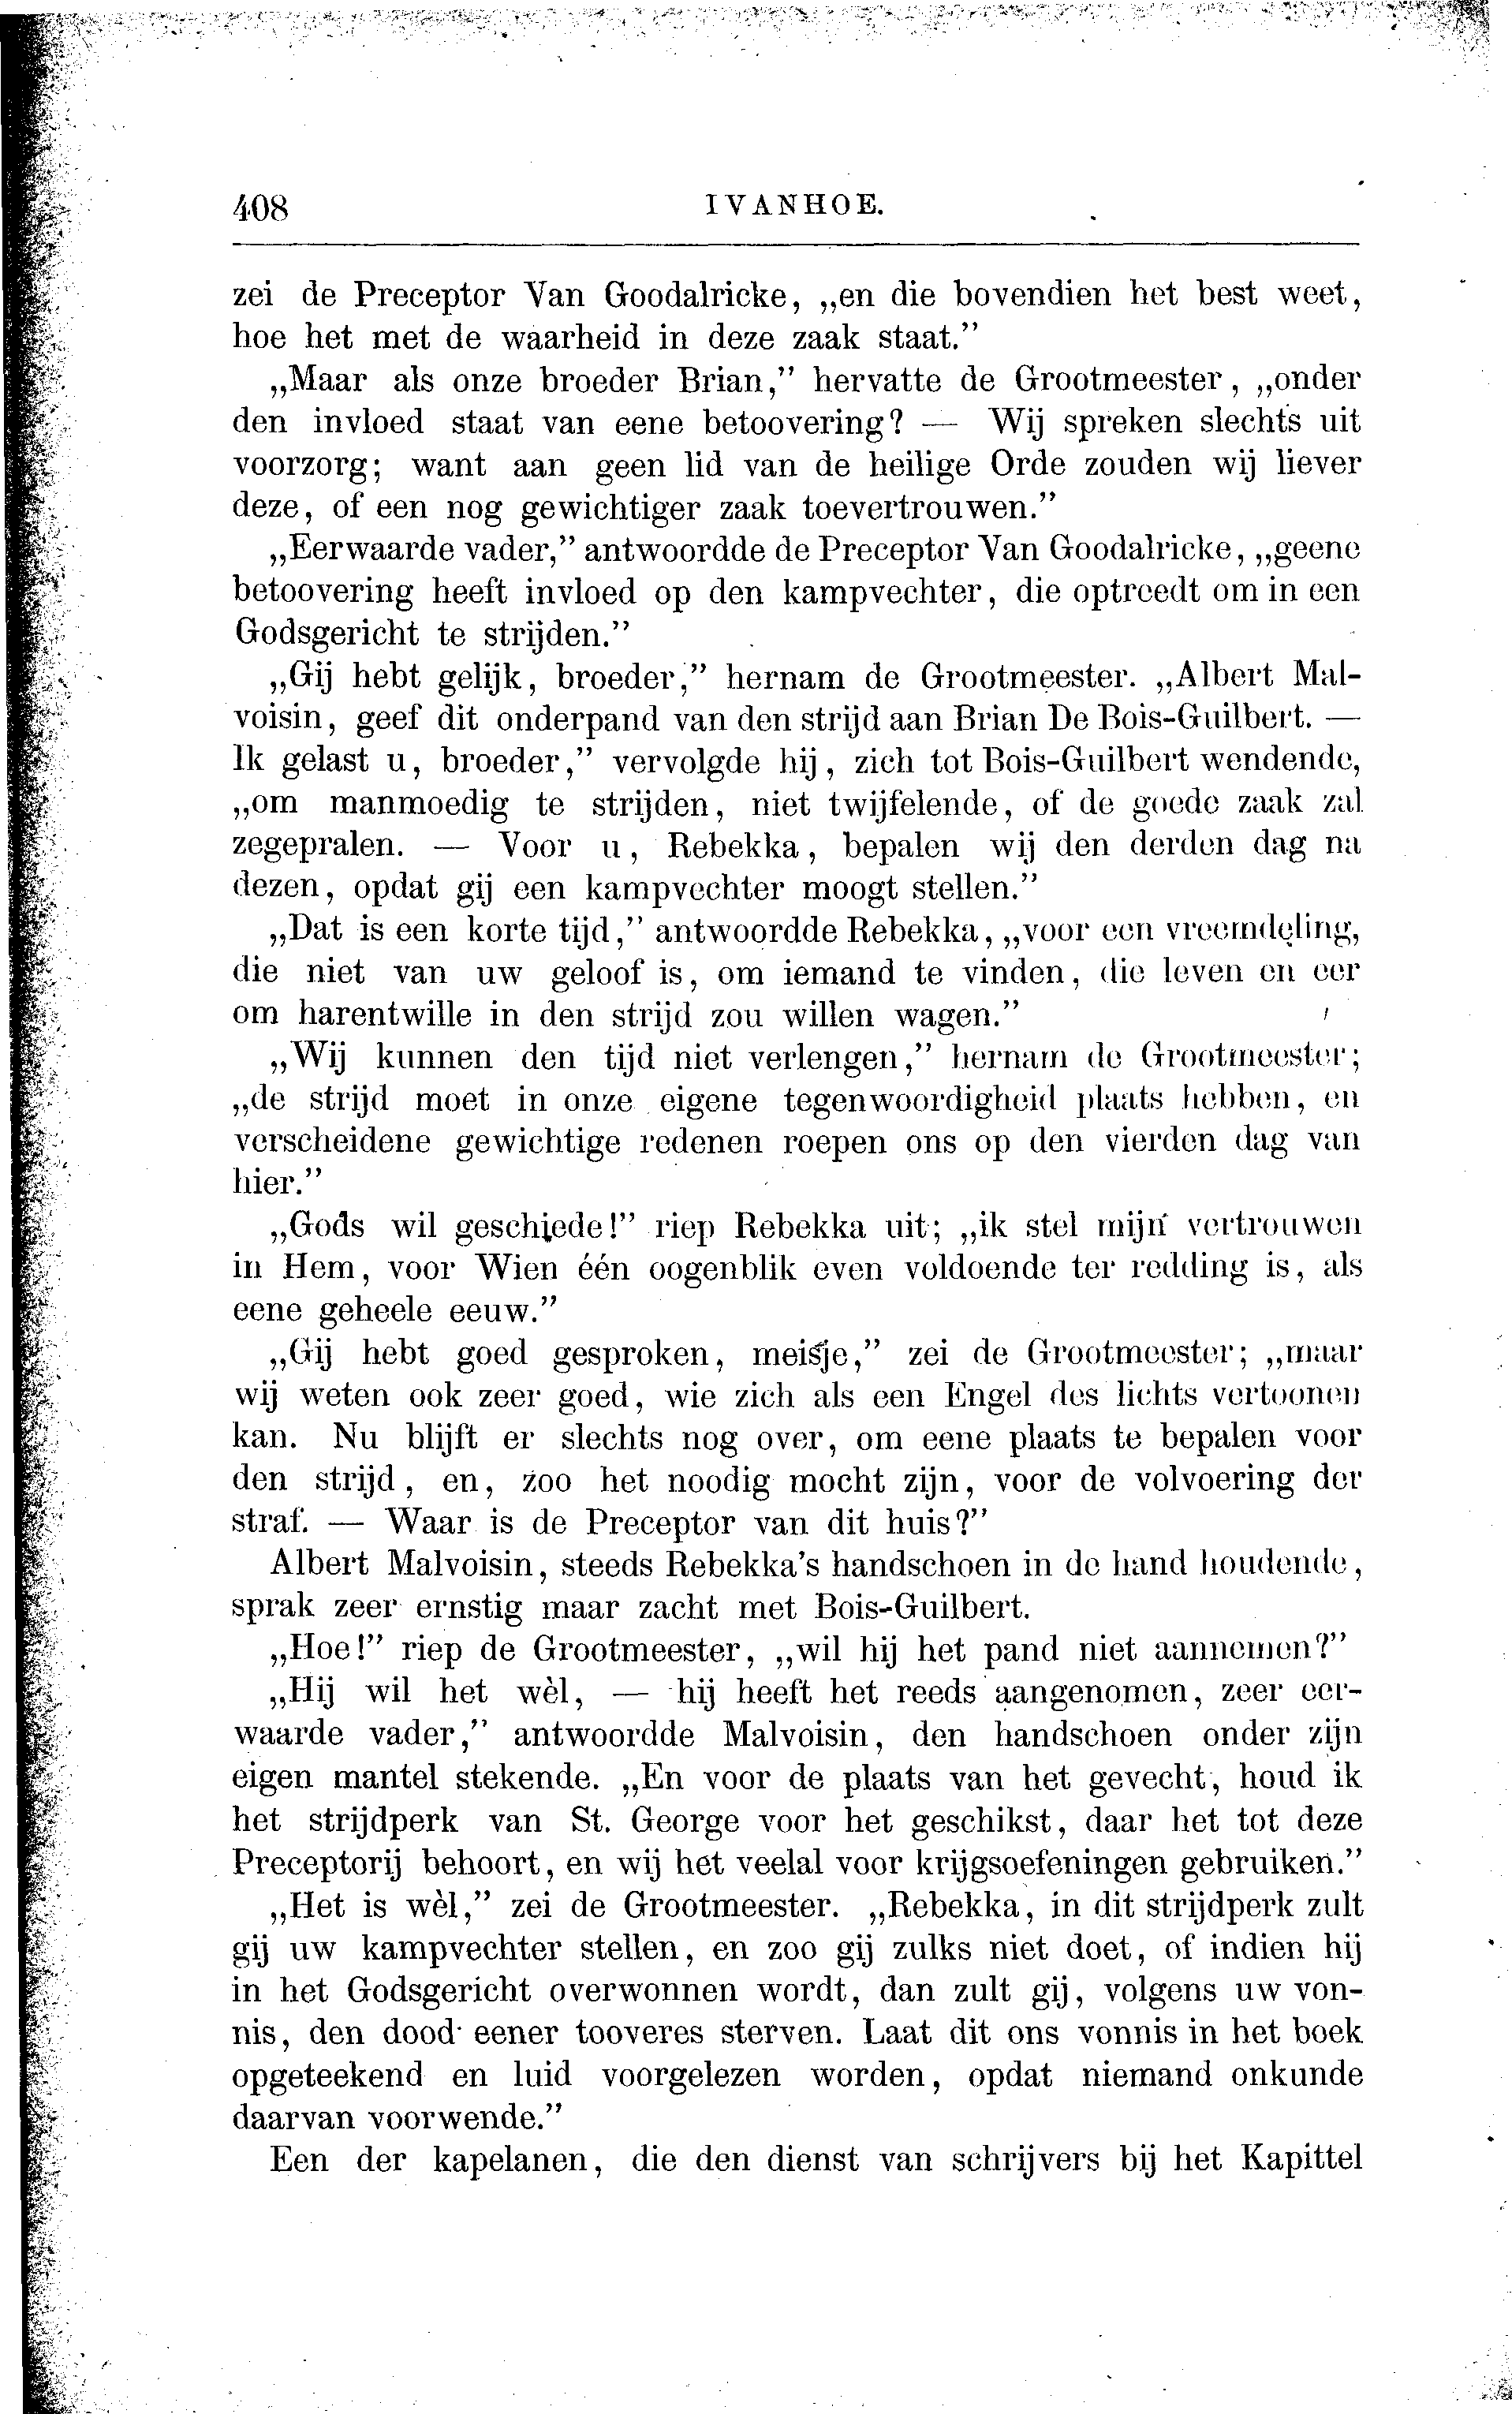 408
IVANHOE.
zei de Preceptor Van Goodalricke, „en die bovendien het best weet,
hoe het met de waarheid in deze zaak staat.”
„Maar als onze broeder Brian,” hervatte de Grootmeester, „onder
den invloed staat van eene betoovering? — Wij spreken slechts uit
voorzorg; want aan geen lid van de heilige Orde zouden wij liever
deze, of een nog gewichtiger zaak toevertrouwen.”
„Eerwaarde vader,” antwoordde de Preceptor Van Goodalricke, „geene
betoovering heeft invloed op den kampvechter, die optreedt om in een
Godsgericht te strijden.”
„Gij hebt gelijk, broeder,” hernam de Grootmeester. „Albert Mal-
voisin, geef dit onderpand van den strijd aan Brian De Bois-Guilbert. —
Ik gelast u, broeder,” vervolgde hij, zich tot Bois-Guilbert wendende,
„om manmoedig te strijden, niet twijfelende, of de goede zaak zal
zegepralen. — Voor u, Rebekka, bepalen wij den derden dag na
dezen, opdat gij een kampvechter moogt stellen.”
„Dat is een korte tijd,” antwoordde Rebekka, „voor een vreemdeling,
die niet van uw geloof is, om iemand te vinden, die leven en eer
om harentwille in den strijd zou willen wagen.”
„Wij kunnen den tijd niet verlengen,” hernam de Grootmeester;
„de strijd moet in onze eigene tegenwoordigheid plaats hebben, en
verscheidene gewichtige redenen roepen ons op den vierden dag van
hier.”
„Gods wil geschiede!” riep Rebekka uit; „ik stel mijn vertrouwen
in Hem, voor Wien één oogenblik even voldoende ter redding is, als
eene geheele eeuw.”
„Gij hebt goed gesproken, meisje,” zei de Grootmeester; „maar
wij weten ook zeer goed, wie zich als een Engel des lichts vertoonen
kan. Nu blijft er slechts nog over, om eene plaats te bepalen voor
den strijd, en, zoo het noodig mocht zijn, voor de volvoering der
straf. — Waar is de Preceptor van dit huis?”
Albert Malvoisin, steeds Rebekka's handschoen in de hand houdende,
sprak zeer ernstig maar zacht met Bois-Guilbert.
„Hoe!” riep de Grootmeester, „wil hij het pand niet aannemen?”
„Hij wil het wèl, — hij heeft het reeds aangenomen, zeer eer-
waarde vader,” antwoordde Malvoisin, den handschoen onder zijn
eigen mantel stekende. „En voor de plaats van het gevecht, houd ik
het strijdperk van St. George voor het geschikst, daar het tot deze
Preceptorij behoort, en wij het veelal voor krijgsoefeningen gebruiken.”
„Het is wèl,” zei de Grootmeester. „Rebekka, in dit strijdperk zult
gij uw kampvechter stellen, en zoo gij zulks niet doet, of indien hij
in het Godsgericht overwonnen wordt, dan zult gij, volgens uw von-
nis, den dood eener tooveres sterven. Laat dit ons vonnis in het boek
opgeteekend en luid voorgelezen worden, opdat niemand onkunde
daarvan voorwende.”
Een der kapelanen, die den dienst van schrijvers bij het Kapittel